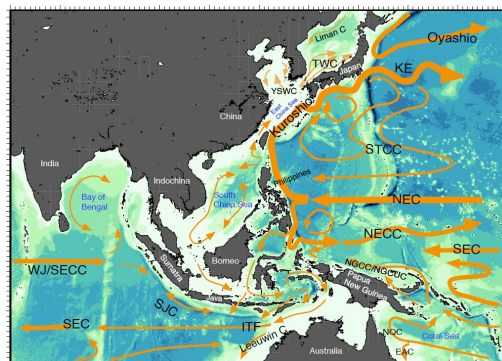 Oyashio
Liman C
TWC
Japan
KE
YSWC
East
China Sea
Kuroshio
China
STCC
India
Indochina
Philippines
Bay of
Bengal
South
China Sea
NEC
NECC
SEC
Borneo
Sumatra
NGCC/NGCUC
WJ/SECC
Papua
New Guinea
Java
SJC
SEC
ITF
Leeuwin C
NQC
Coral Sea
Australia
EAC